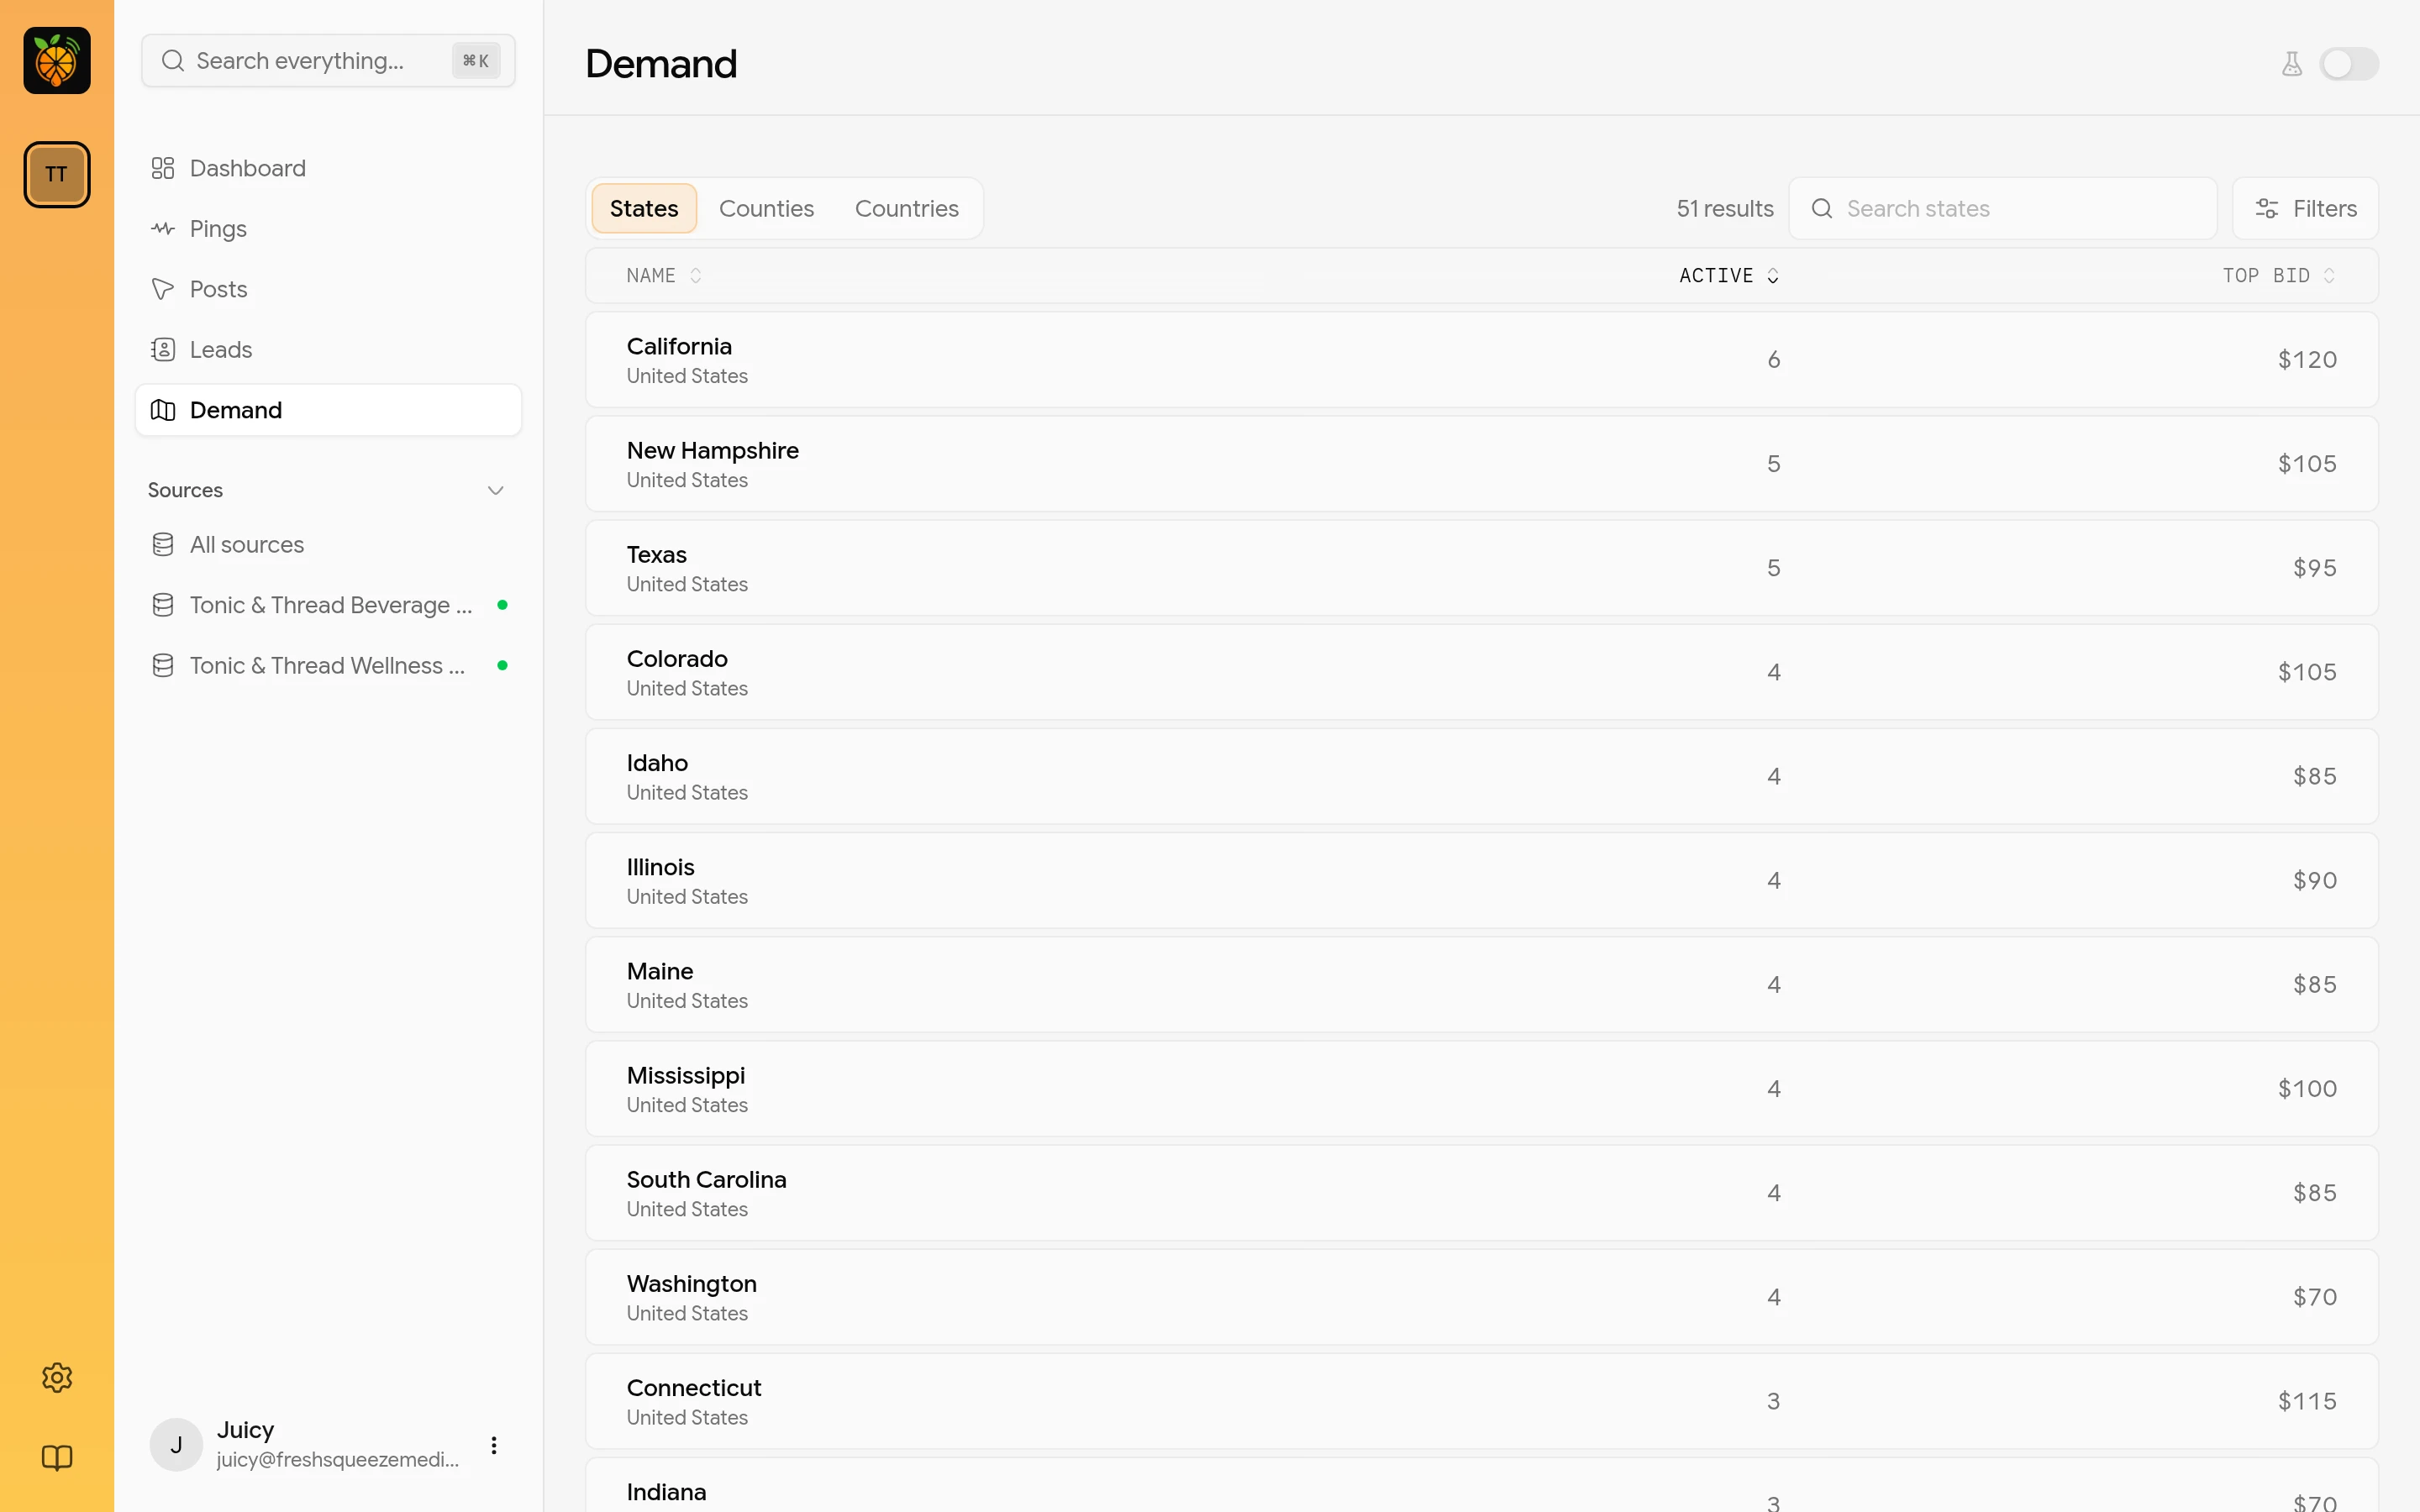 Search everything...
⌘K
TT
Dashboard
Pings
Posts
Leads
Demand
Sources
All sources
Tonic & Thread Beverage ...
Tonic & Thread Wellness ...
J
Juicy
juicy@freshsqueezemedi...
Demand
States Counties Countries
51 results
Search states
Filters
NAME ACTIVE TOP BID
California
United States
6 $120
New Hampshire
United States
5 $105
Texas
United States
5 $95
Colorado
United States
4 $105
Idaho
United States
4 $85
Illinois
United States
4 $90
Maine
United States
4 $85
Mississippi
United States
4 $100
South Carolina
United States
4 $85
Washington
United States
4 $70
Connecticut
United States
3 $115
Indiana
3 $70